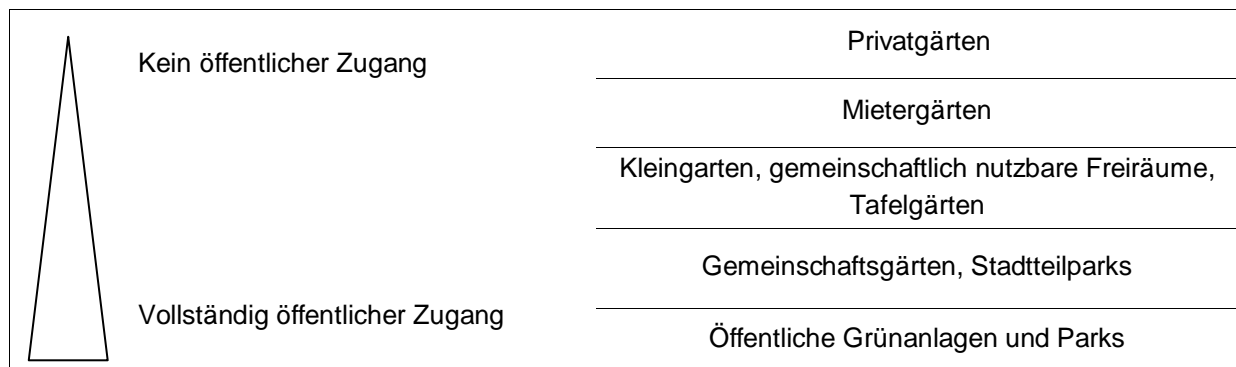 Kein öffentlicher Zugang
Privatgärten
Mietergärten
Kleingarten, gemeinschaftlich nutzbare Freiräume,
Tafelgärten
Gemeinschaftsgärten, Stadtteilparks
Vollständig öffentlicher Zugang
Öffentliche Grünanlagen und Parks